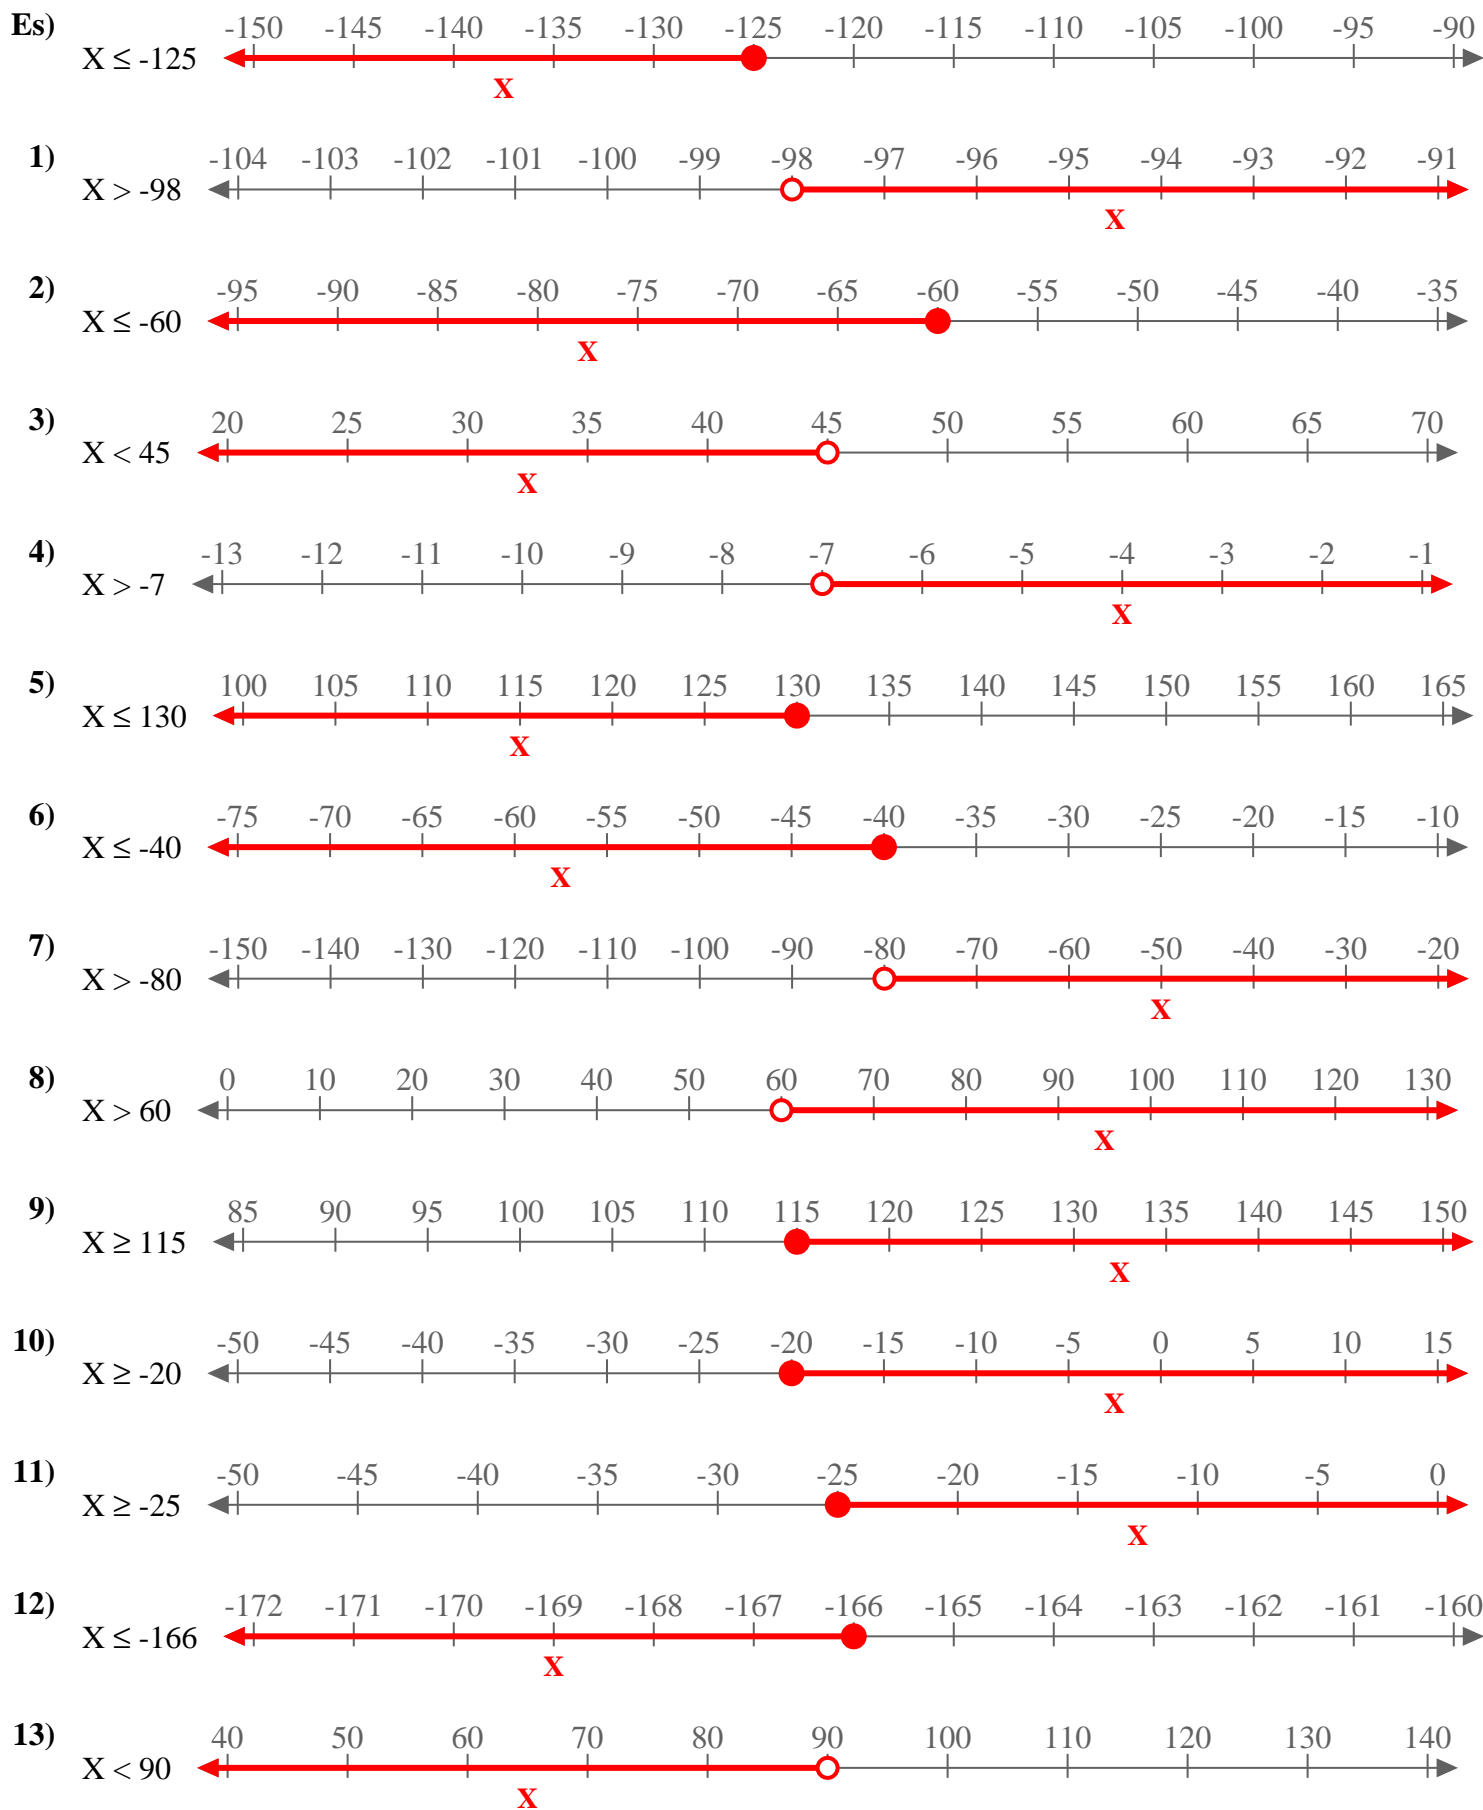 Es) -150 -145 -140 -135 -130 -125 -120 -115 -110 -105 -100 -95 -90
X ≤ -125
X
1) -104 -103 -102 -101 -100 -99 -98 -97 -96 -95 -94 -93 -92 -91
X > -98
X
2) -95 -90 -85 -80 -75 -70 -65 -60 -55 -50 -45 -40 -35
X ≤ -60
X
3) 20 25 30 35 40 45 50 55 60 65 70
X < 45
X
4) -13 -12 -11 -10 -9 -8 -7 -6 -5 -4 -3 -2 -1
X > -7
X
5) 100 105 110 115 120 125 130 135 140 145 150 155 160 165
X ≤ 130
X
6) -75 -70 -65 -60 -55 -50 -45 -40 -35 -30 -25 -20 -15 -10
X ≤ -40
X
7) -150 -140 -130 -120 -110 -100 -90 -80 -70 -60 -50 -40 -30 -20
X > -80
X
8) 0 10 20 30 40 50 60 70 80 90 100 110 120 130
X > 60
X
9) 85 90 95 100 105 110 115 120 125 130 135 140 145 150
X ≥ 115
X
10) -50 -45 -40 -35 -30 -25 -20 -15 -10 -5 0 5 10 15
X ≥ -20
X
11) -50 -45 -40 -35 -30 -25 -20 -15 -10 -5 0
X ≥ -25
X
12) -172 -171 -170 -169 -168 -167 -166 -165 -164 -163 -162 -161 -160
X ≤ -166
X
13) 40 50 60 70 80 90 100 110 120 130 140
X < 90
X